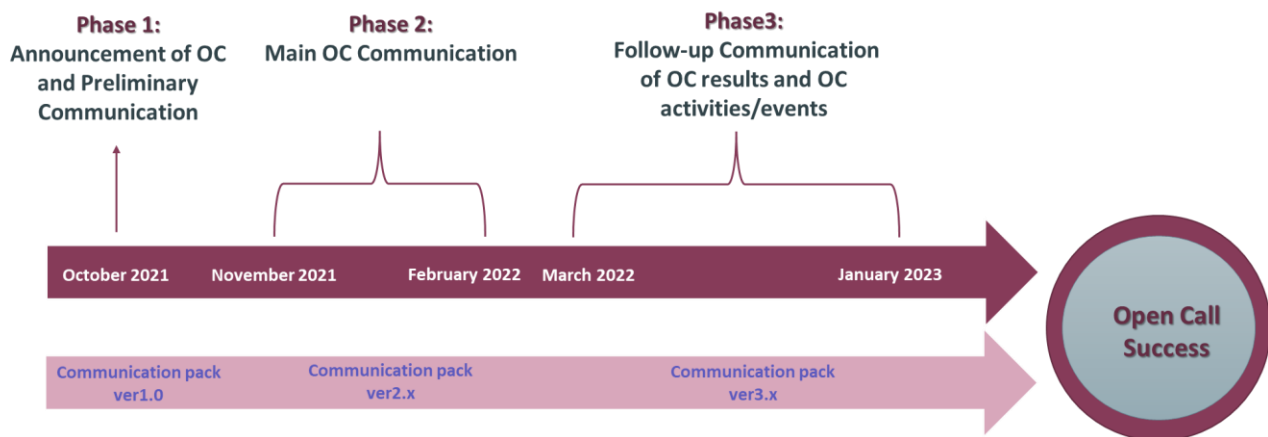 Phase 1:
Announcement of OC
and Preliminary
Communication
Phase 2:
Main OC Communication
Phase3:
Follow-up Communication
of OC results and OC
activities/events
October 2021
November 2021
February 2022
March 2022
January 2023
Communication pack
ver1.0
Communication pack
ver2.x
Communication pack
ver3.x
Open Call
Success